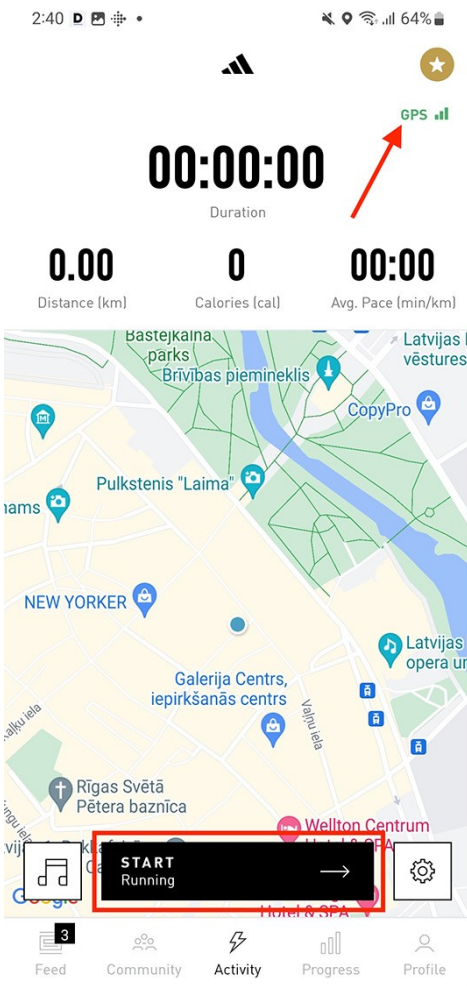 2:40 D 64%
GPS
00:00:00
Duration
0.00 0 00:00
Distance (km) Calories (cal) Avg. Pace (min/km)
Bastejkalna
parks
Brīvības piemineklis
Latvijas
vēstures
CopyPro
Pulkstenis "Laima"
nams
NEW YORKER
Latvijas
opera un
Galerija Centrs,
iepirkšanās centrs
Vaļņu iela
Kaļķu iela
Rīgas Svētā
Pētera baznīca
Wellton Centrum
START
Running
Hotel & SPA
3
Feed Community Activity Progress Profile